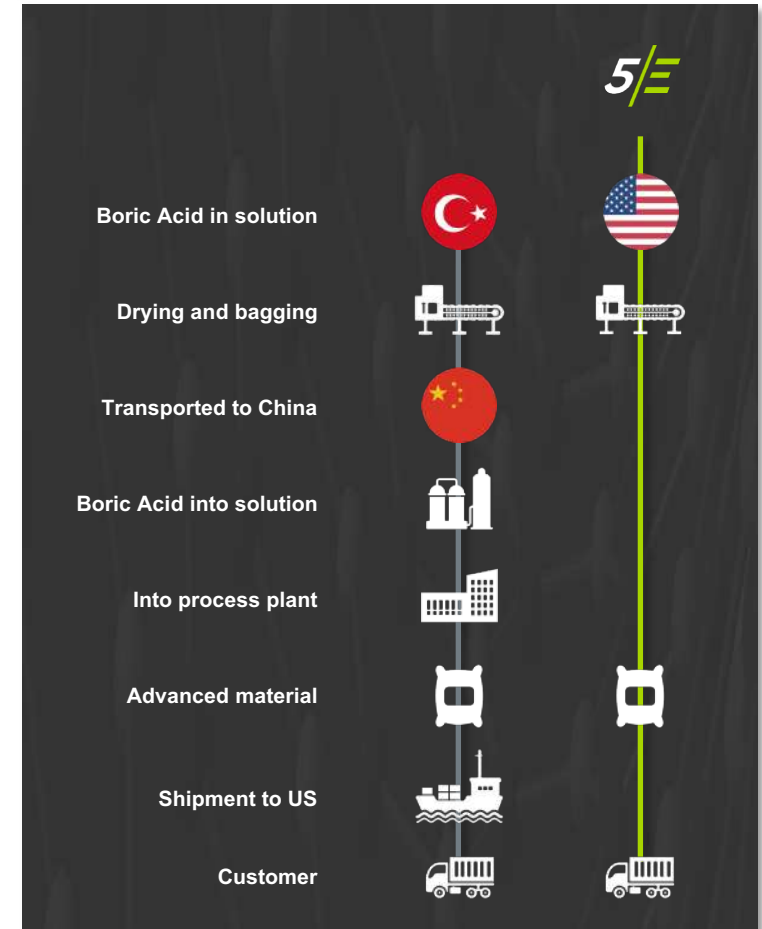 5/E
Boric Acid in solution
Drying and bagging
Transported to China
Boric Acid into solution
Into process plant
Advanced material
Shipment to US
Customer